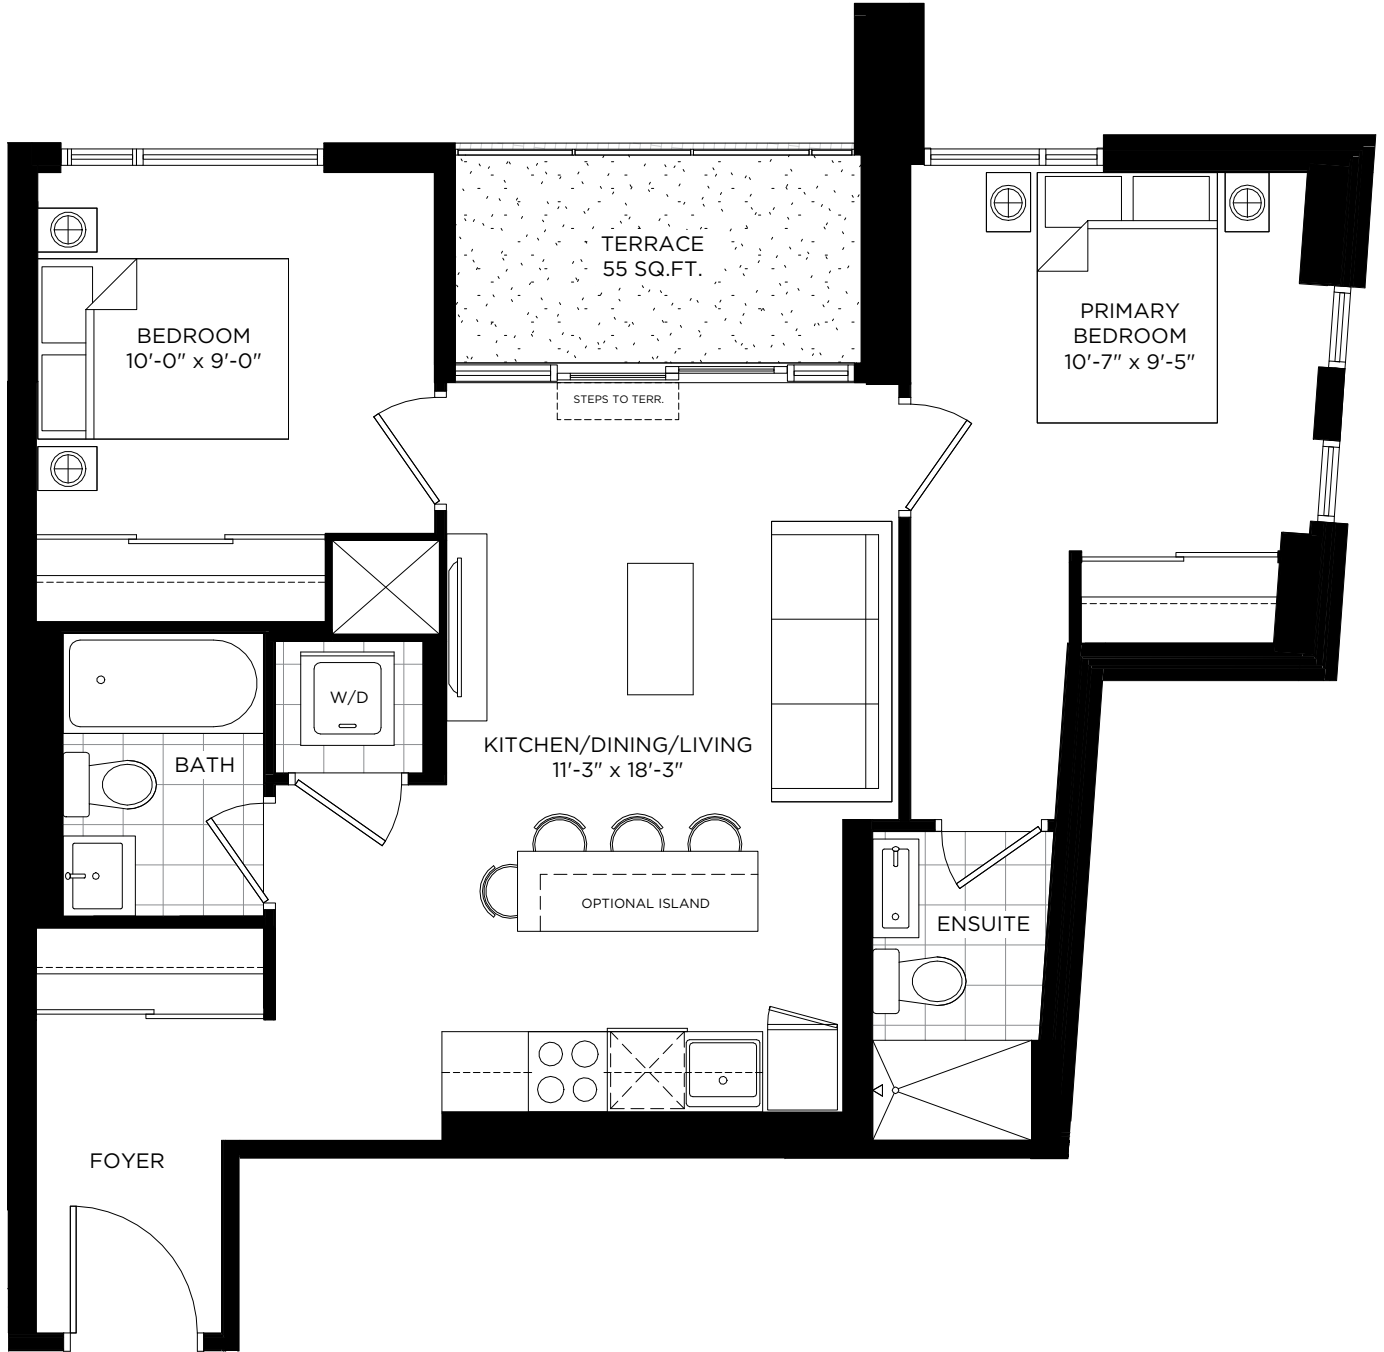 TERRACE
55 SQ.FT.
BEDROOM
10'-0" x 9'-0"
PRIMARY
BEDROOM
10'-7" x 9'-5"
STEPS TO TERR.
W/D
KITCHEN/DINING/LIVING
11'-3" x 18'-3"
BATH
OPTIONAL ISLAND
ENSUITE
FOYER